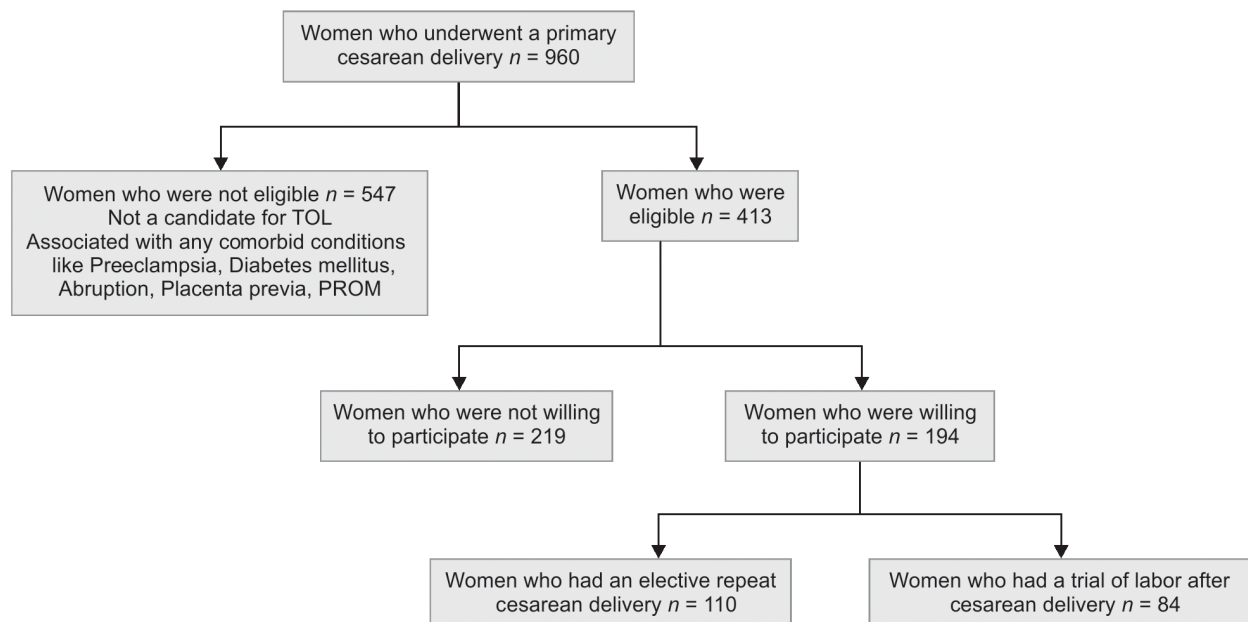 Women who underwent a primary
cesarean delivery n = 960
Women who were not eligible n = 547
Not a candidate for TOL
Associated with any comorbid conditions
like Preeclampsia, Diabetes mellitus,
Abruption, Placenta previa, PROM
Women who were
eligible n = 413
Women who were not willing
to participate n = 219
Women who were willing
to participate n = 194
Women who had an elective repeat
cesarean delivery n = 110
Women who had a trial of labor after
cesarean delivery n = 84